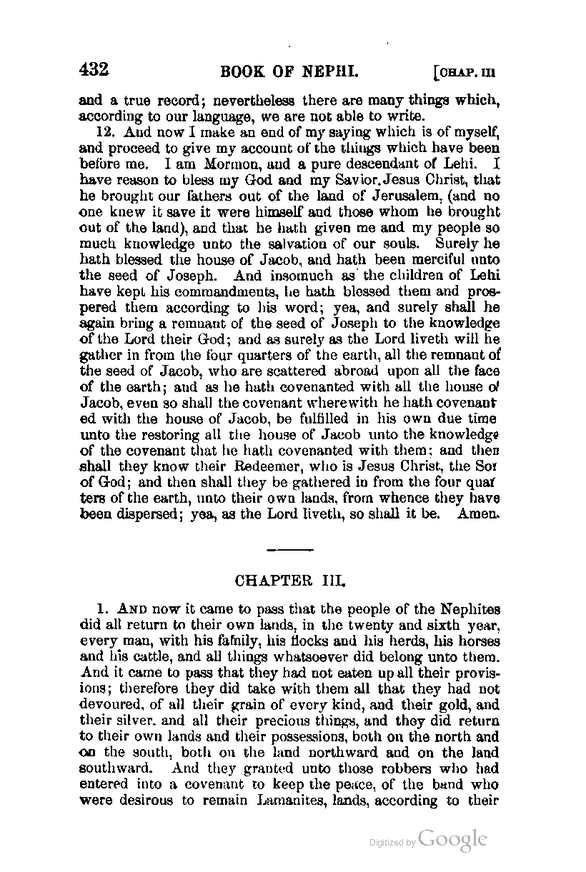 432 BOOK OF NEPHI. [CHAP. III
and a true record; nevertheless there are many things which,
according to our language, we are not able to write.
12. And now I make an end of my saying which is of myself,
and proceed to give my account of the things which have been
before me. I am Mormon, and a pure descendant of Lehi. I
have reason to bless my God and my Savior Jesus Christ, that
he brought our fathers out of the land of Jerusalem, (and no
one knew it save it were himself and those whom he brought
out of the land), and that he hath given me and my people so
much knowledge unto the salvation of our souls. Surely he
hath blessed the house of Jacob, and hath been merciful unto
the seed of Joseph. And insomuch as the children of Lehi
have kept his commandments, he hath blessed them and pros-
pered them according to his word; yea, and surely shall he
again bring a remnant of the seed of Joseph to the knowledge
of the Lord their God; and as surely as the Lord liveth will he
gather in from the four quarters of the earth, all the remnant of
the seed of Jacob, who are scattered abroad upon all the face
of the earth; and as he hath covenanted with all the house of
Jacob, even so shall the covenant wherewith he hath covenant
ed with the house of Jacob, be fulfilled in his own due time
unto the restoring all the house of Jacob unto the knowledge
of the covenant that he hath covenanted with them; and then
shall they know their Redeemer, who is Jesus Christ, the Son
of God; and then shall they be gathered in from the four quar
ters of the earth, unto their own lands, from whence they have
been dispersed; yea, as the Lord liveth, so shall it be. Amen.
CHAPTER III.
1. AND now it came to pass that the people of the Nephites
did all return to their own lands, in the twenty and sixth year,
every man, with his family, his flocks and his herds, his horses
and his cattle, and all things whatsoever did belong unto them.
And it came to pass that they had not eaten up all their provis-
ions; therefore they did take with them all that they had not
devoured, of all their grain of every kind, and their gold, and
their silver, and all their precious things, and they did return
to their own lands and their possessions, both on the north and
on the south, both on the land northward and on the land
southward. And they granted unto those robbers who had
entered into a covenant to keep the peace, of the band who
were desirous to remain Lamanites, lands, according to their
Digitized by Google